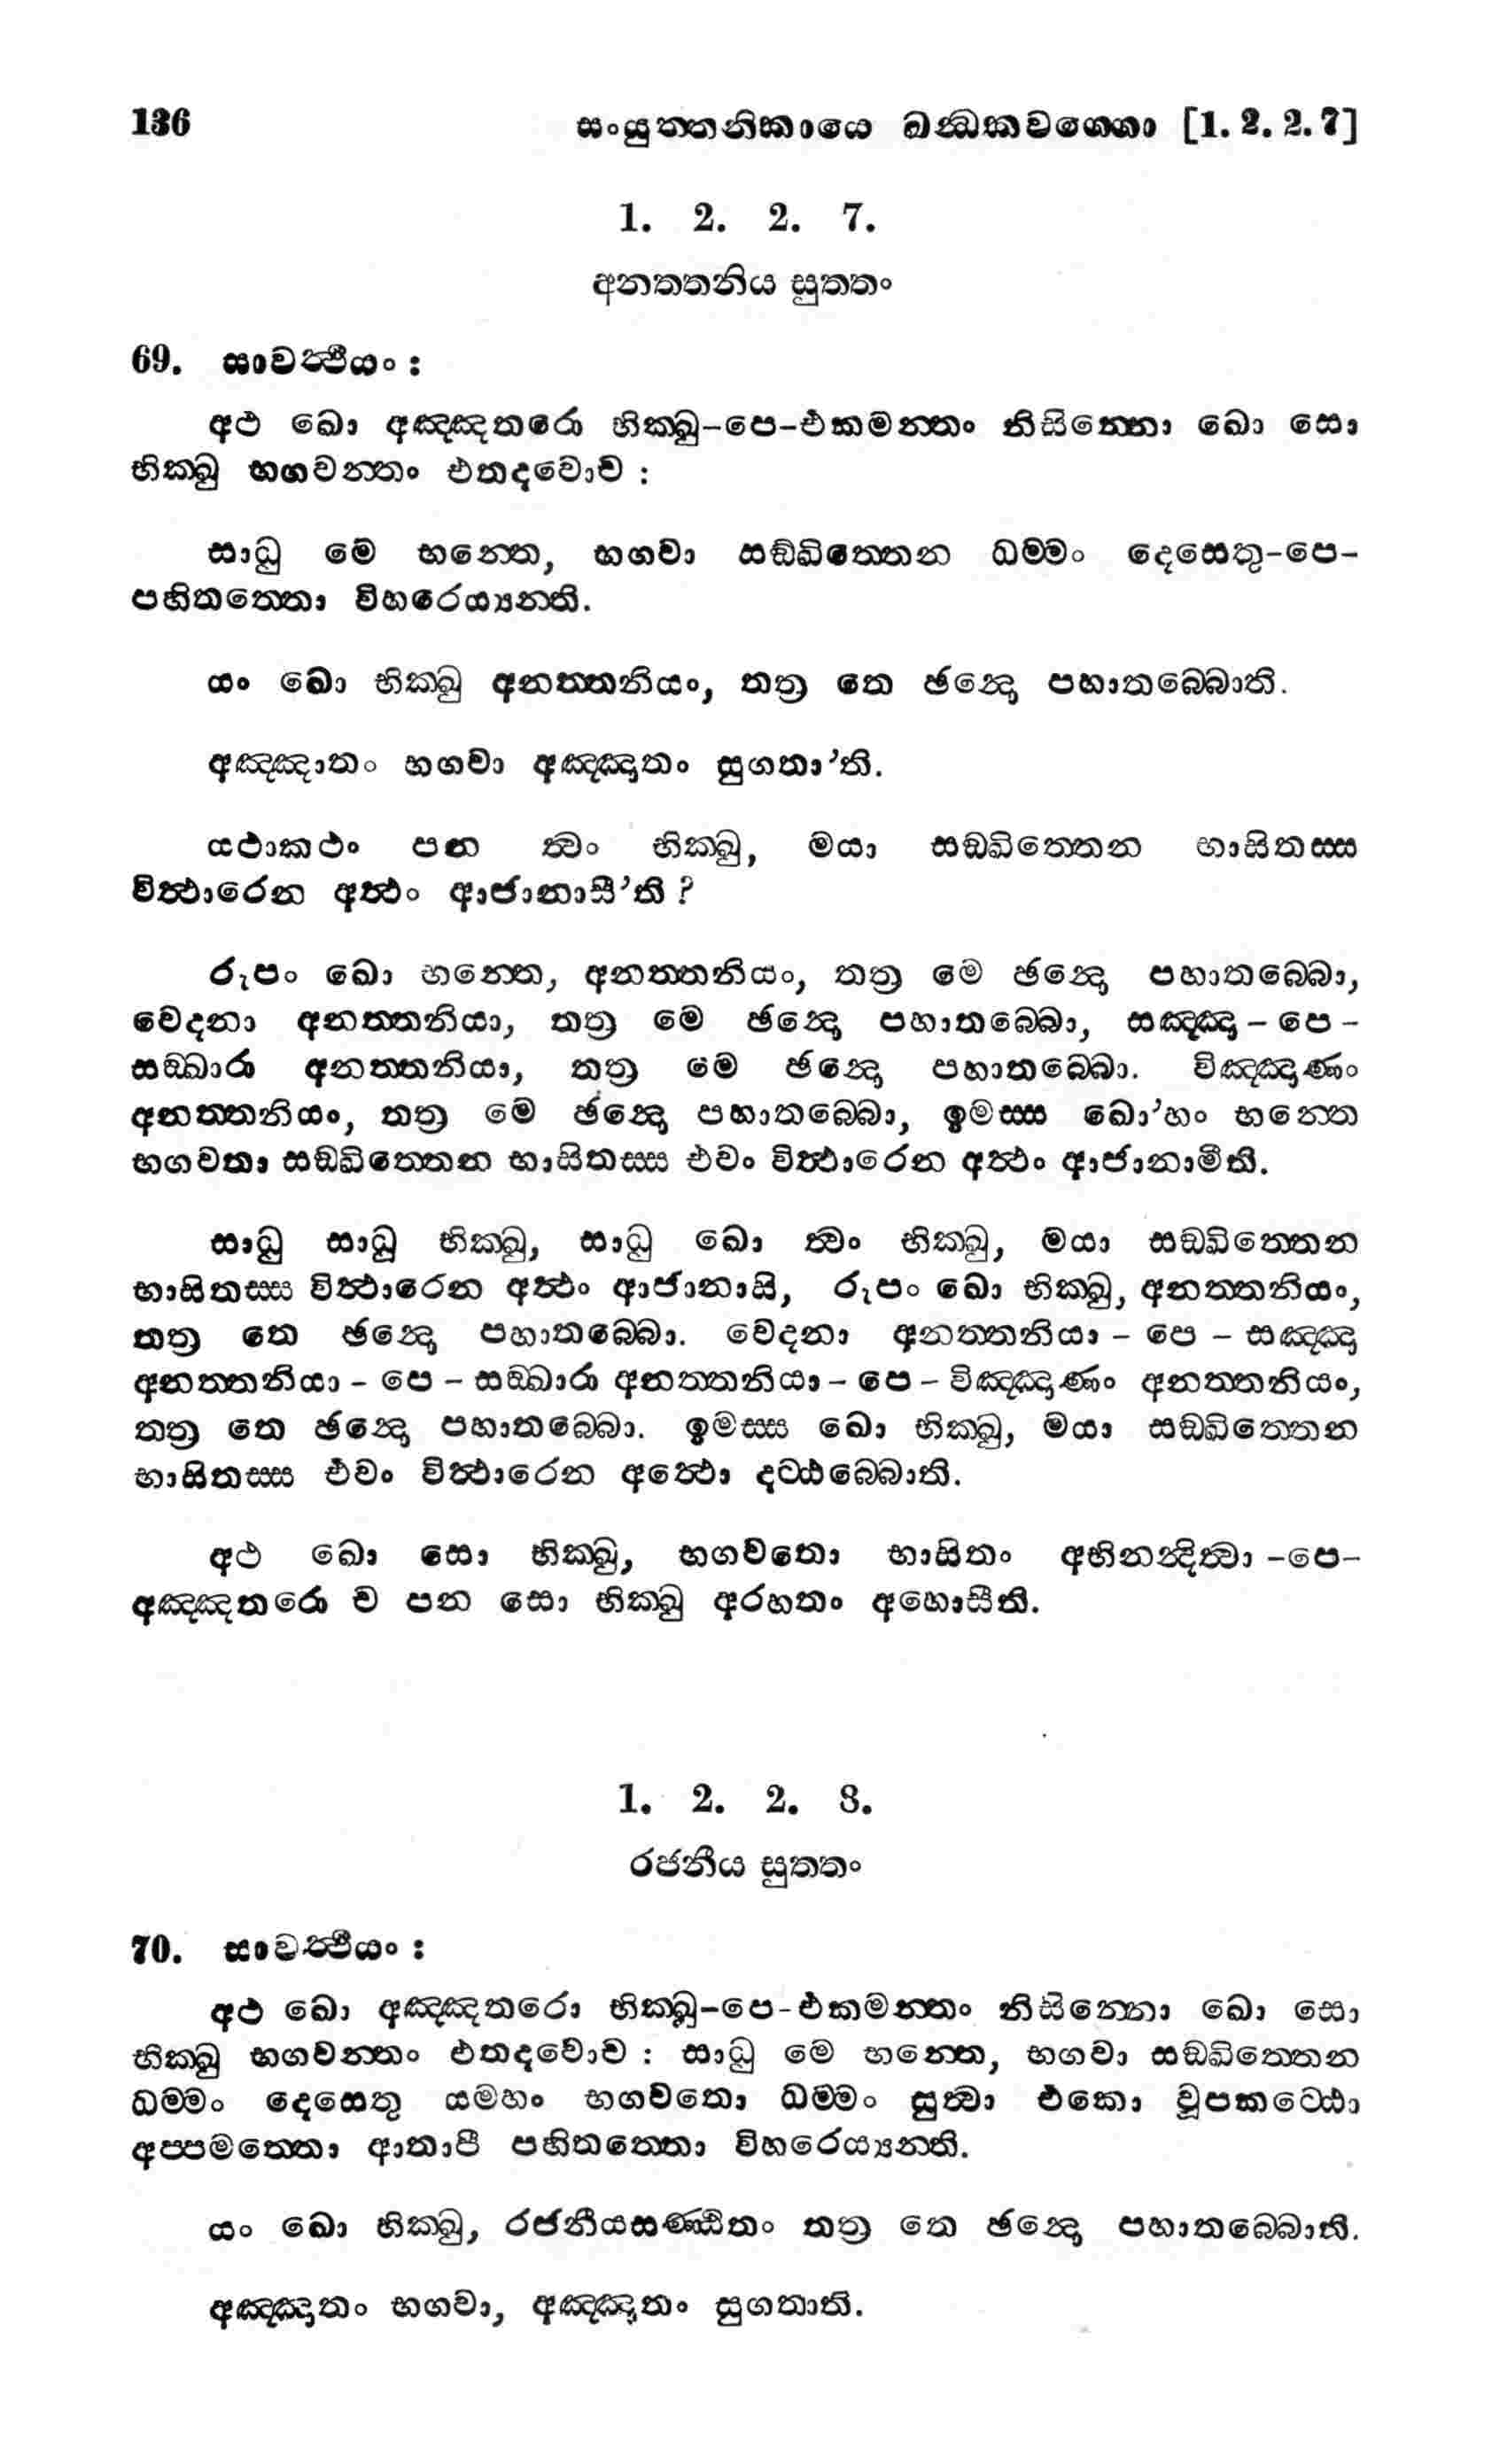 136 සංයුත්තනිකායෙ ඛන්ධකවග්ගො [1. 2. 2. 7]
1. 2. 2. 7.
අනත්තනිය සුත්තං
69. සාවත්ථියං :
අථ ඛො අඤ්ඤතරො භික්ඛු-පෙ-එකමන්තං නිසින්නො ඛො සො
භික්ඛු භගවන්තං එතදවොච :
සාධු මෙ භන්තෙ, භගවා සඞ්ඛිත්තෙන ධම්මං දෙසෙතු-පෙ-
පහිතත්තො විහරෙය්‍යන්ති.
යං ඛො භික්ඛු අනත්තනියං, තත්‍ර තෙ ඡන්දො පහාතබ්බොති.
අඤ්ඤාතං භගවා අඤ්ඤාතං සුගතා’ති.
යථාකථං පන ත්‍වං භික්ඛු, මයා සඞ්ඛිත්තෙන භාසිතස්ස
විත්ථාරෙන අත්ථං ආජානාසී’ති ?
රූපං ඛො භන්තෙ, අනත්තනියං, තත්‍ර මෙ ඡන්දො පහාතබ්බො,
වෙදනා අනත්තනියා, තත්‍ර මෙ ඡන්දො පහාතබ්බො, සඤ්ඤා - පෙ -
සඞ්ඛාරා අනත්තනියා, තත්‍ර මෙ ඡන්දො පහාතබ්බො. විඤ්ඤාණං
අනත්තනියං, තත්‍ර මෙ ඡන්දො පහාතබ්බො, ඉමස්ස ඛො’හං භන්තෙ
භගවතා සඞ්ඛිත්තෙන භාසිතස්ස එවං විත්ථාරෙන අත්ථං ආජානාමීති.
සාධු සාධූ භික්ඛු, සාධු ඛො ත්‍වං භික්ඛු, මයා සඞ්ඛිත්තෙන
භාසිතස්ස විත්ථාරෙන අත්ථං ආජානාසි, රූපං ඛො භික්ඛු, අනත්තනියං,
තත්‍ර තෙ ඡන්දො පහාතබ්බො. වෙදනා අනත්තනියා - පෙ - සඤ්ඤා
අනත්තනියා - පෙ - සඞ්ඛාරා අනත්තනියා - පෙ - විඤ්ඤාණං අනත්තනියං,
තත්‍ර තෙ ඡන්දො පහාතබ්බො. ඉමස්ස ඛො භික්ඛු, මයා සඞ්ඛිත්තෙන
භාසිතස්ස එවං විත්ථාරෙන අත්ථො දට්ඨබ්බොති.
අථ ඛො සො භික්ඛු, භගවතො භාසිතං අභිනන්දිත්‍වා -පෙ-
අඤ්ඤතරො ච පන සො භික්ඛු අරහතං අහොසීති.
1. 2. 2. 8.
රජනීය සුත්තං
70. සාවත්ථියං :
අථ ඛො අඤ්ඤතරො භික්ඛු-පෙ-එකමන්තං නිසින්නො ඛො සො
භික්ඛු භගවන්තං එතදවොච : සාධු මෙ භන්තෙ, භගවා සඞ්ඛිත්තෙන
ධම්මං දෙසෙතු යමහං භගවතො ධම්මං සුත්‍වා එකො වූපකට්ඨො
අප්පමත්තො ආතාපී පහිතත්තො විහරෙය්‍යන්ති.
යං ඛො භික්ඛු, රජනීයසණ්ඨිතං තත්‍ර තෙ ඡන්දො පහාතබ්බොති.
අඤ්ඤාතං භගවා, අඤ්ඤාතං සුගතාති.